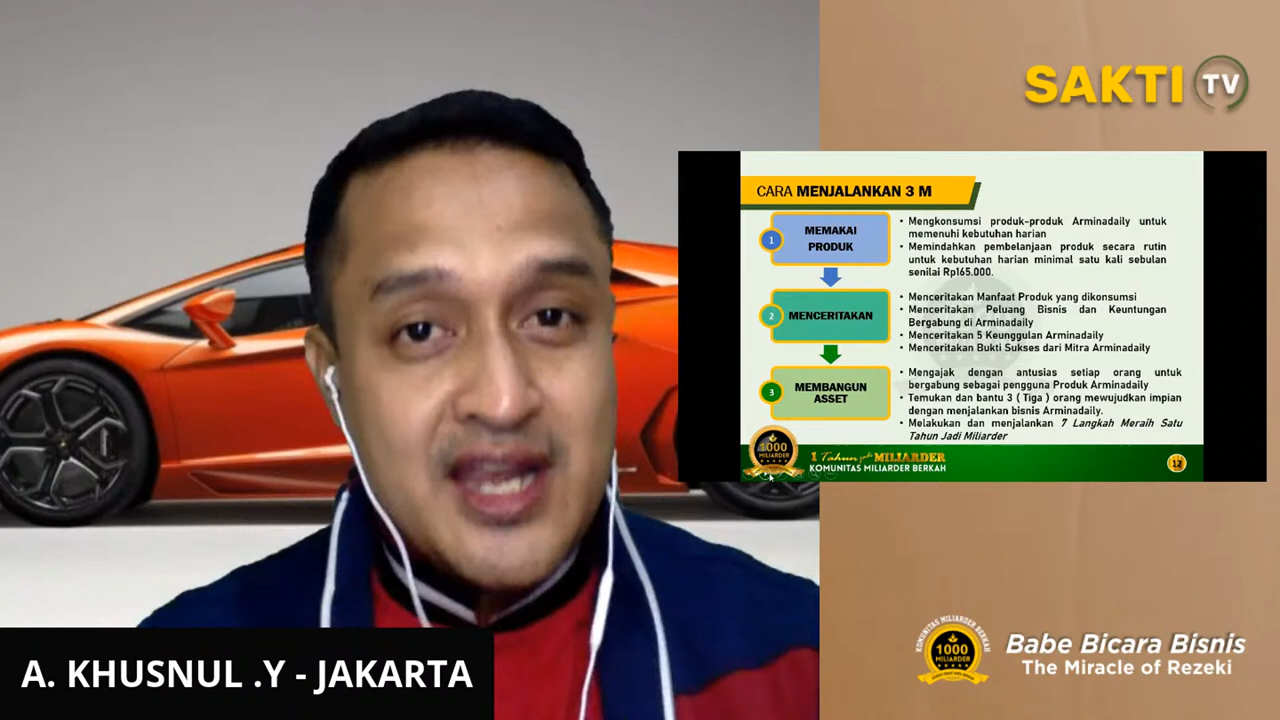 SAKTI TV
CARA MENJALANKAN 3 M
1
MEMAKAI
PRODUK
• Mengkonsumsi produk-produk Arminadaily untuk
memenuhi kebutuhan harian
• Memindahkan pembelanjaan produk secara rutin
untuk kebutuhan harian minimal satu kali sebulan
senilai Rp165.000.
2
MENCERITAKAN
• Menceritakan Manfaat Produk yang dikonsumsi
• Menceritakan Peluang Bisnis dan Keuntungan
Bergabung di Arminadaily
• Menceritakan 5 Keunggulan Arminadaily
• Menceritakan Bukti Sukses dari Mitra Arminadaily
3
MEMBANGUN
ASSET
• Mengajak dengan antusias setiap orang untuk
bergabung sebagai pengguna Produk Arminadaily
• Temukan dan bantu 3 ( Tiga ) orang mewujudkan impian
dengan menjalankan bisnis Arminadaily.
• Melakukan dan menjalankan 7 Langkah Meraih Satu
Tahun Jadi Miliarder
1000
MILIARDER
1 Tahun jadi MILIARDER
KOMUNITAS MILIARDER BERKAH
12
A. KHUSNUL .Y - JAKARTA
KOMUNITAS MILIARDER BERKAH
1000
MILIARDER
Babe Bicara Bisnis
The Miracle of Rezeki